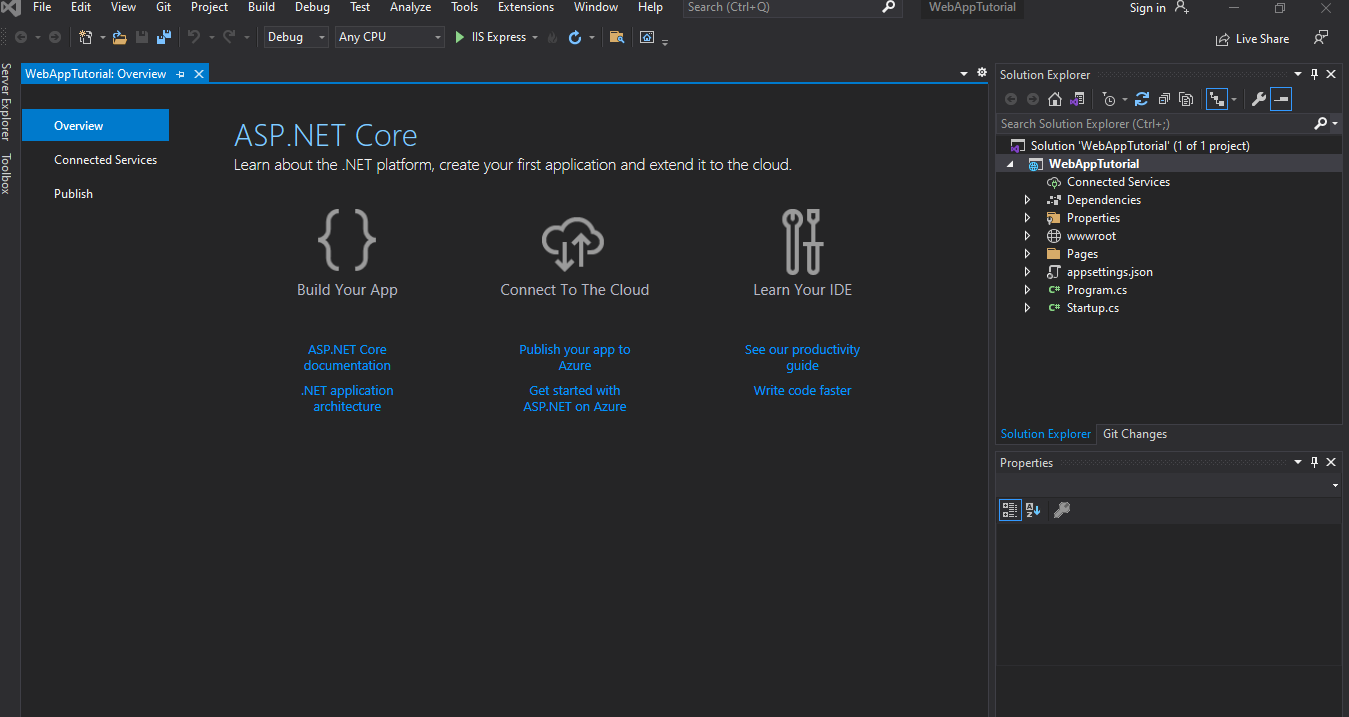 File Edit View Git Project Build Debug Test Analyze Tools Extensions Window Help Search (Ctrl+Q) WebAppTutorial Sign in
Debug Any CPU IIS Express Live Share
Server Explorer
Toolbox
WebAppTutorial: Overview
Overview
Connected Services
Publish
ASP.NET Core
Learn about the .NET platform, create your first application and extend it to the cloud.
Build Your App
ASP.NET Core
documentation
.NET application
architecture
Connect To The Cloud
Publish your app to
Azure
Get started with
ASP.NET on Azure
Learn Your IDE
See our productivity
guide
Write code faster
Solution Explorer
Search Solution Explorer (Ctrl+;)
Solution 'WebAppTutorial' (1 of 1 project)
WebAppTutorial
Connected Services
Dependencies
Properties
wwwroot
Pages
appsettings.json
C# Program.cs
C# Startup.cs
Solution Explorer Git Changes
Properties